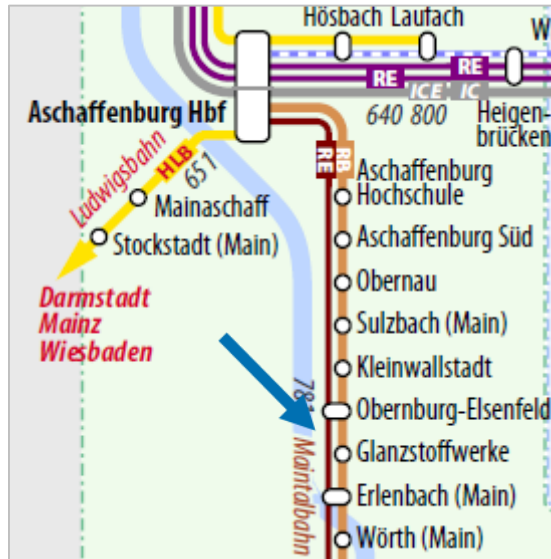 Hösbach Laufach
W
RE
RE
ICE IC
Aschaffenburg Hbf
640 800
Heigen-
brücken
Ludwigsbahn
HLB
651
RE
RB
Aschaffenburg
Hochschule
Mainaschaff
Stockstadt (Main)
Aschaffenburg Süd
Darmstadt
Mainz
Wiesbaden
Obernau
Sulzbach (Main)
Kleinwallstadt
781
Obernburg-Elsenfeld
Maintalbahn
Glanzstoffwerke
Erlenbach (Main)
Wörth (Main)